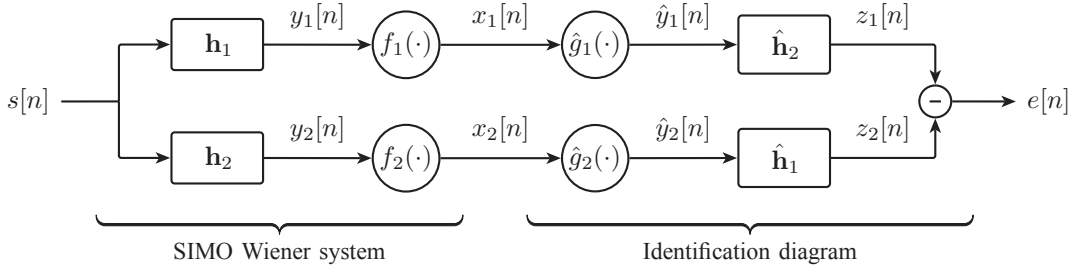 y₁[n] x₁[n] ŷ₁[n] z₁[n]
h₁ f₁(·) ĝ₁(·) ĥ₂
s[n] - e[n]
y₂[n] x₂[n] ŷ₂[n] z₂[n]
h₂ f₂(·) ĝ₂(·) ĥ₁
SIMO Wiener system Identification diagram